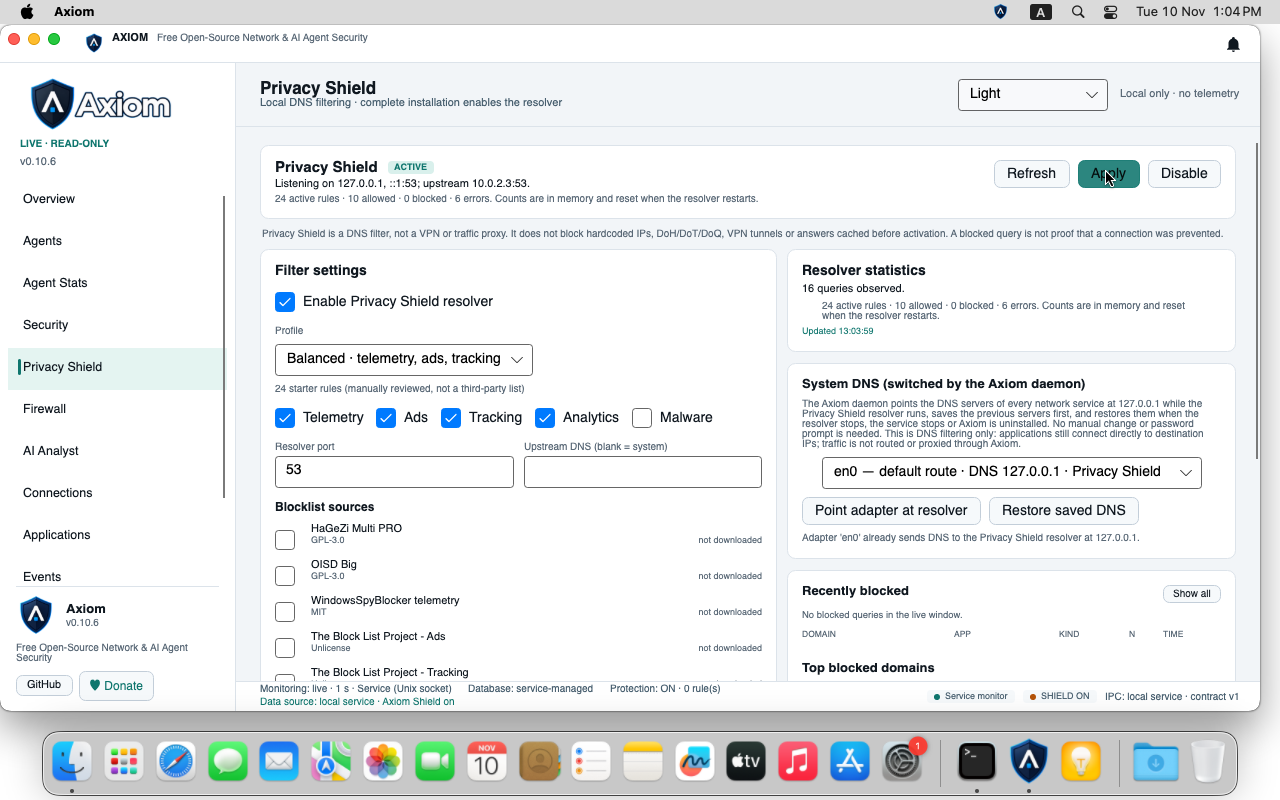 Axiom
A
Tue 10 Nov 1:04 PM
AXIOM Free Open-Source Network & AI Agent Security
Axiom
LIVE · READ-ONLY
v0.10.6
Overview
Agents
Agent Stats
Security
Privacy Shield
Firewall
AI Analyst
Connections
Applications
Events
Axiom
v0.10.6
Free Open-Source Network & AI Agent
Security
GitHub
Donate
Privacy Shield
Local DNS filtering · complete installation enables the resolver
Light
Local only · no telemetry
Privacy Shield ACTIVE
Listening on 127.0.0.1, ::1:53; upstream 10.0.2.3:53.
24 active rules · 10 allowed · 0 blocked · 6 errors. Counts are in memory and reset when the resolver restarts.
Refresh
Apply
Disable
Privacy Shield is a DNS filter, not a VPN or traffic proxy. It does not block hardcoded IPs, DoH/DoT/DoQ, VPN tunnels or answers cached before activation. A blocked query is not proof that a connection was prevented.
Filter settings
Enable Privacy Shield resolver
Profile
Balanced · telemetry, ads, tracking
24 starter rules (manually reviewed, not a third-party list)
Telemetry Ads Tracking Analytics Malware
Resolver port Upstream DNS (blank = system)
53
Blocklist sources
HaGeZi Multi PRO
GPL-3.0 not downloaded
OISD Big
GPL-3.0 not downloaded
WindowsSpyBlocker telemetry
MIT not downloaded
The Block List Project - Ads
Unlicense not downloaded
The Block List Project - Tracking
Resolver statistics
16 queries observed.
24 active rules · 10 allowed · 0 blocked · 6 errors. Counts are in memory and reset
when the resolver restarts.
Updated 13:03:59
System DNS (switched by the Axiom daemon)
The Axiom daemon points the DNS servers of every network service at 127.0.0.1 while the
Privacy Shield resolver runs, saves the previous servers first, and restores them when the
resolver stops, the service stops or Axiom is uninstalled. No manual change or password
prompt is needed. This is DNS filtering only: applications still connect directly to destination
IPs; traffic is not routed or proxied through Axiom.
en0 — default route · DNS 127.0.0.1 · Privacy Shield
Point adapter at resolver
Restore saved DNS
Adapter 'en0' already sends DNS to the Privacy Shield resolver at 127.0.0.1.
Recently blocked
Show all
No blocked queries in the live window.
DOMAIN APP KIND N TIME
Top blocked domains
Monitoring: live · 1 s · Service (Unix socket) Database: service-managed Protection: ON · 0 rule(s)
Data source: local service · Axiom Shield on
Service monitor
SHIELD ON
IPC: local service · contract v1
NOV
10
tv
1